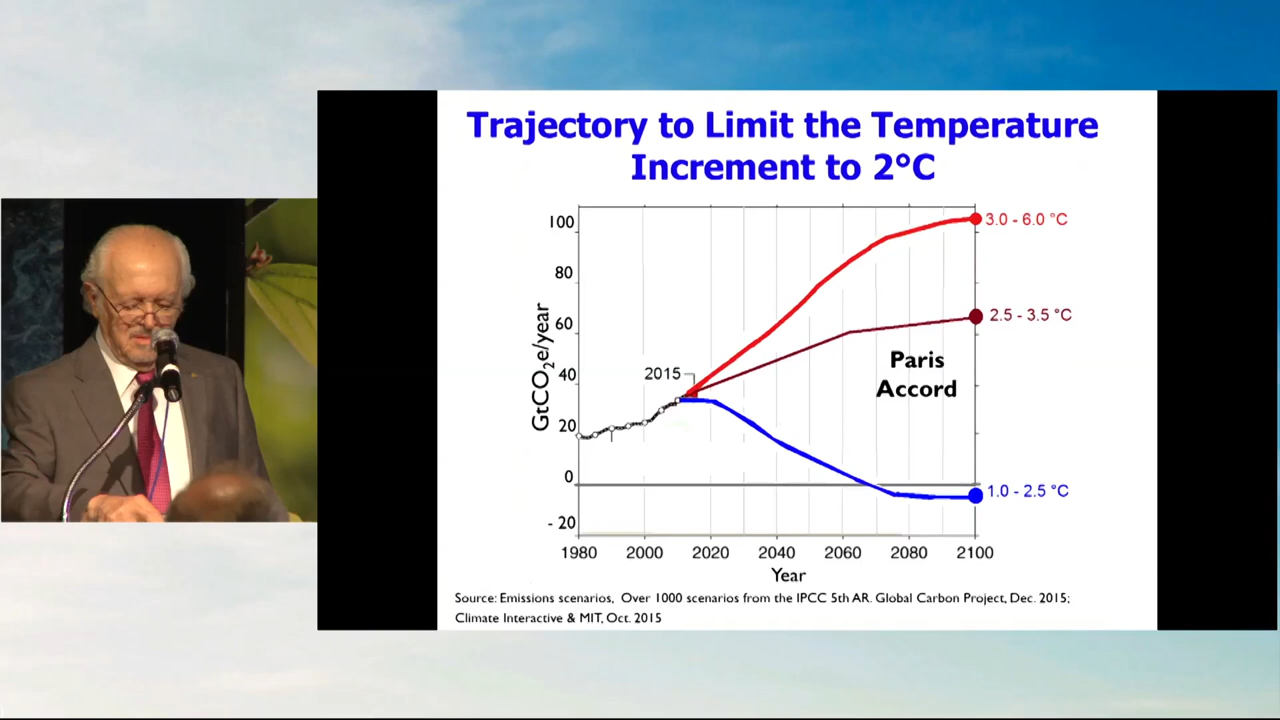 Trajectory to Limit the Temperature
Increment to 2°C
100
80
60
40
20
0
- 20
GtCO2e/year
2015
3.0 - 6.0 °C
2.5 - 3.5 °C
Paris
Accord
1.0 - 2.5 °C
1980 2000 2020 2040 2060 2080 2100
Year
Source: Emissions scenarios, Over 1000 scenarios from the IPCC 5th AR. Global Carbon Project, Dec. 2015;
Climate Interactive & MIT, Oct. 2015